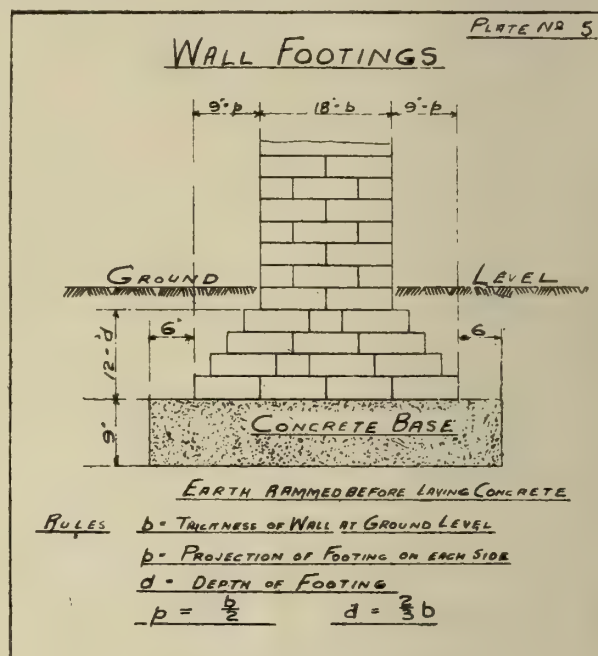 PLATE No 5
WALL FOOTINGS
9"-p 18"-b 9"-p
GROUND LEVEL
6" 6
12"-d
9"
CONCRETE BASE
EARTH RAMMED BEFORE LAYING CONCRETE
RULES b = THICKNESS OF WALL AT GROUND LEVEL
p = PROJECTION OF FOOTING ON EACH SIDE
d = DEPTH OF FOOTING
p = b/2 d = 2/3 b